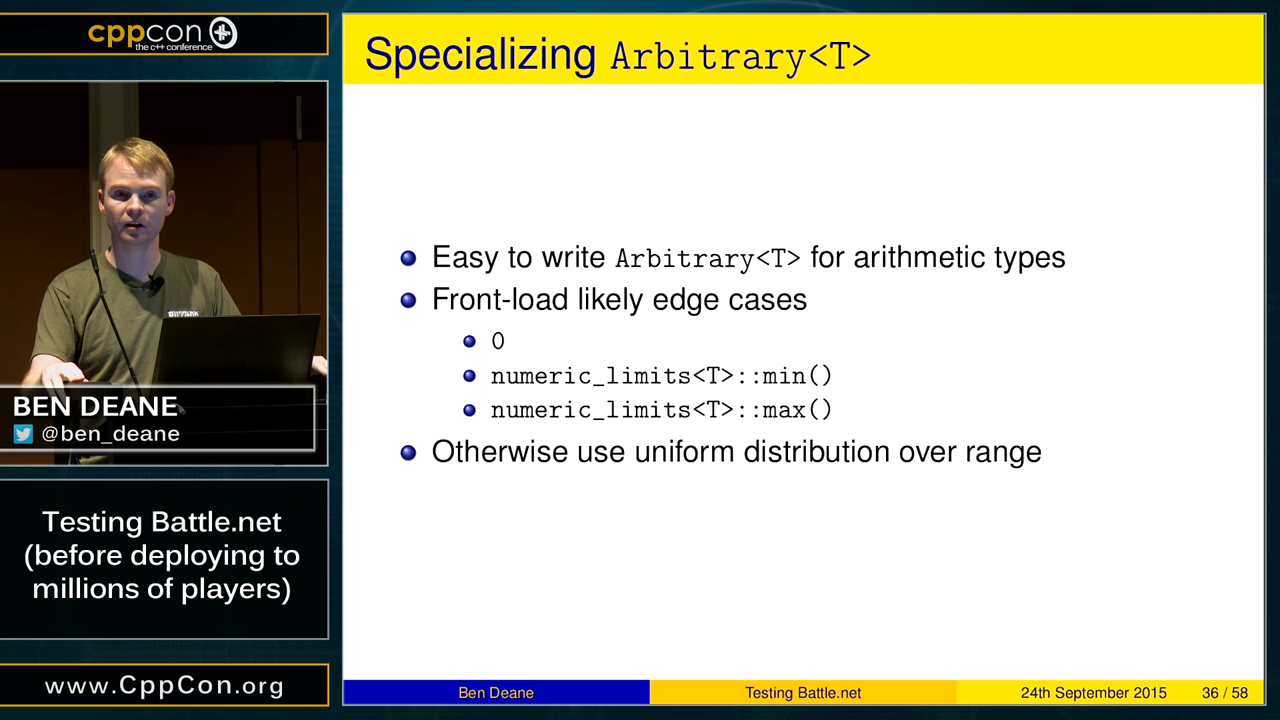 cppcon
the c++ conference
BEN DEANE
@ben_deane
Testing Battle.net
(before deploying to
millions of players)
www.CppCon.org
Specializing Arbitrary<T>
Easy to write Arbitrary<T> for arithmetic types
Front-load likely edge cases
0
numeric_limits<T>::min()
numeric_limits<T>::max()
Otherwise use uniform distribution over range
Ben Deane
Testing Battle.net
24th September 2015
36 / 58